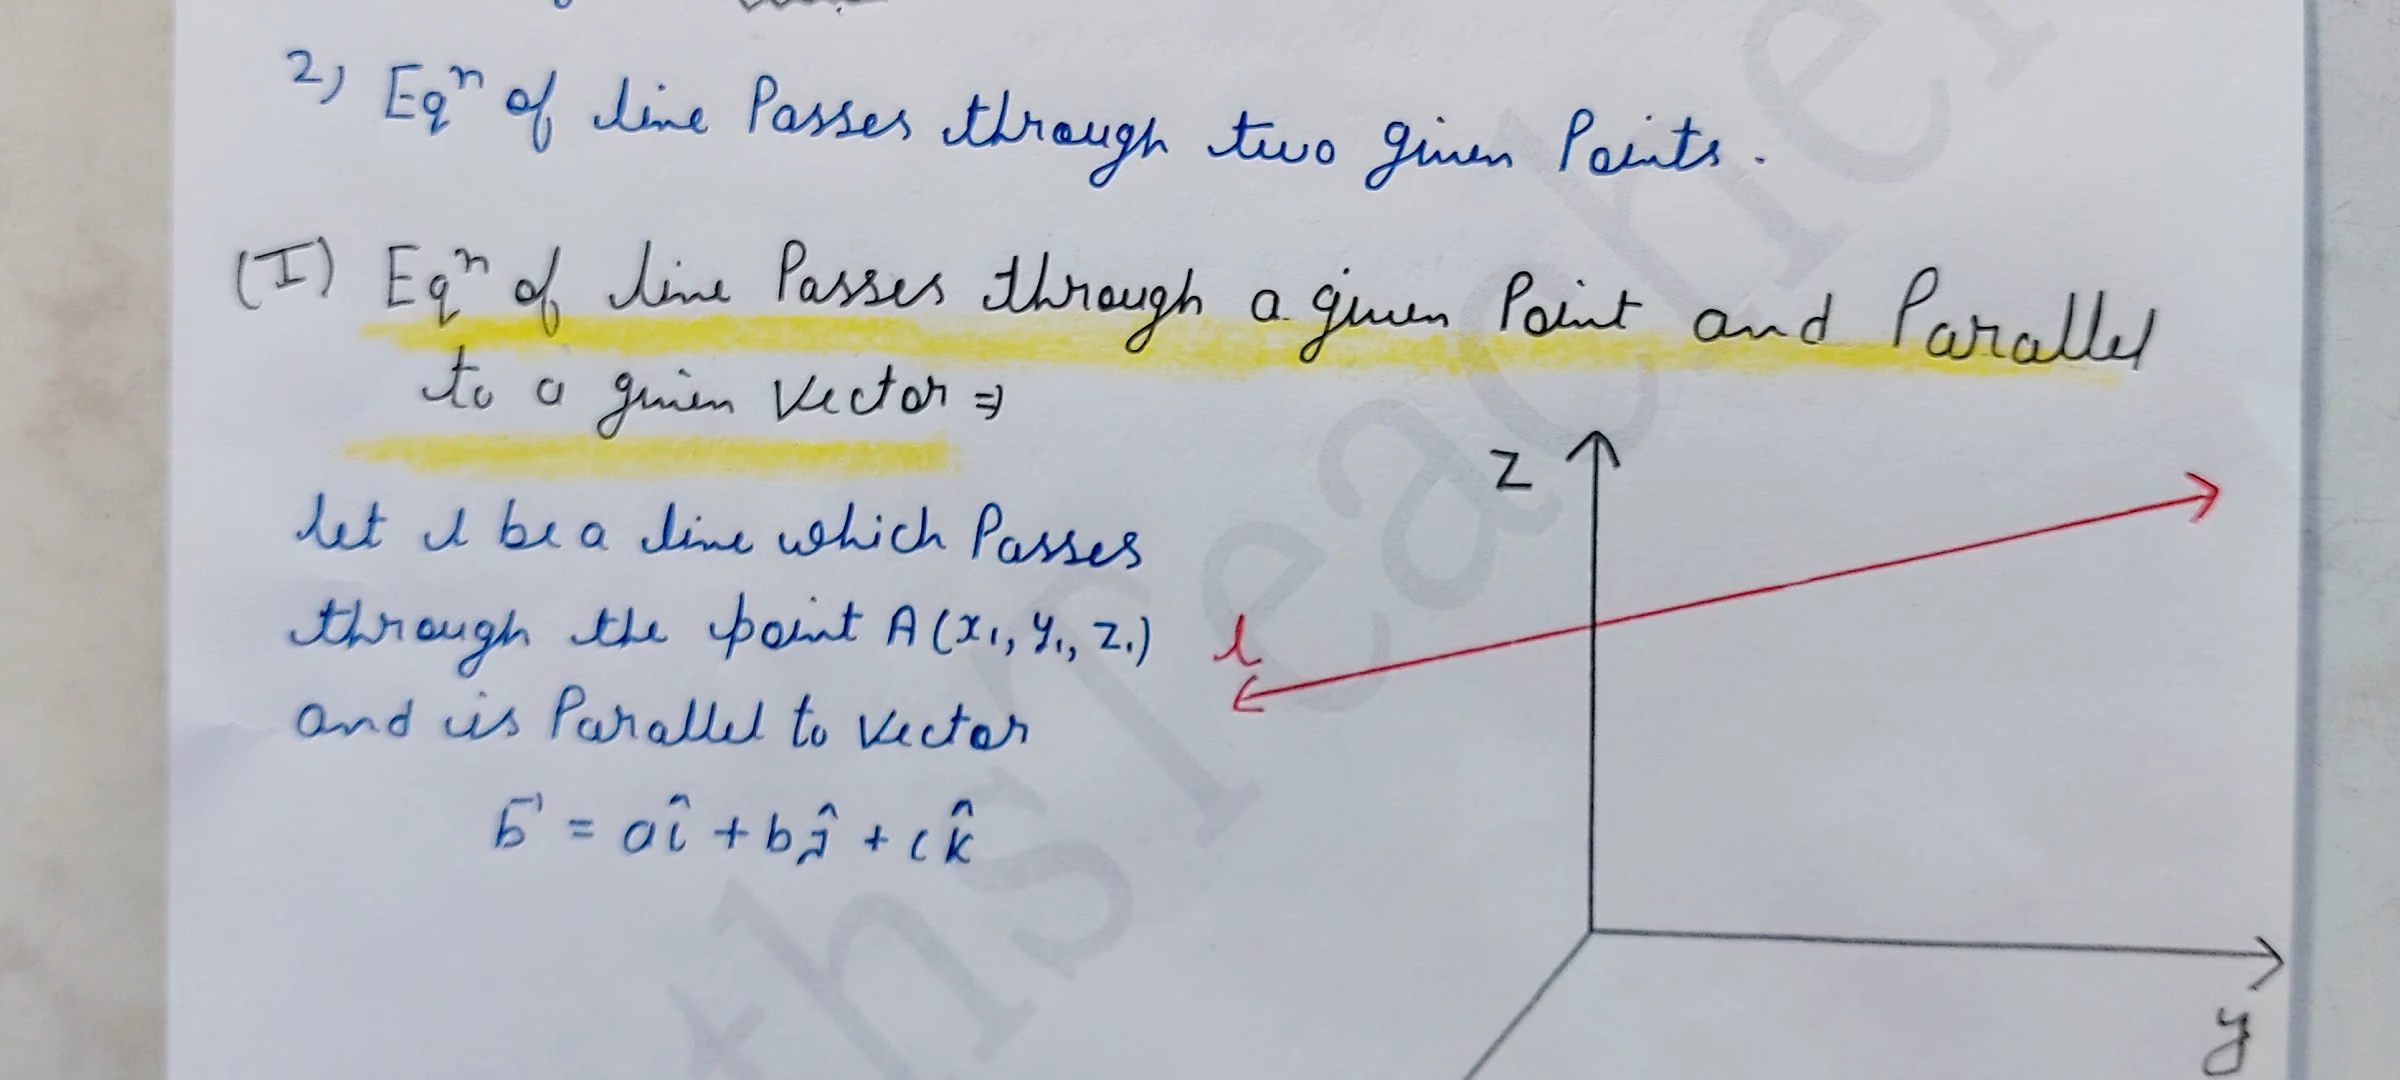 2) Eqⁿ of line Passes through two given Points.
(I) Eqⁿ of line Passes through a given Point and Parallel
to a given Vector ⇒
let l be a line which Passes
through the point A(x₁, y₁, z₁)
and is Parallel to Vector
b⃗ = aî + bĵ + ck̂
Z
l
y
ths Teacher